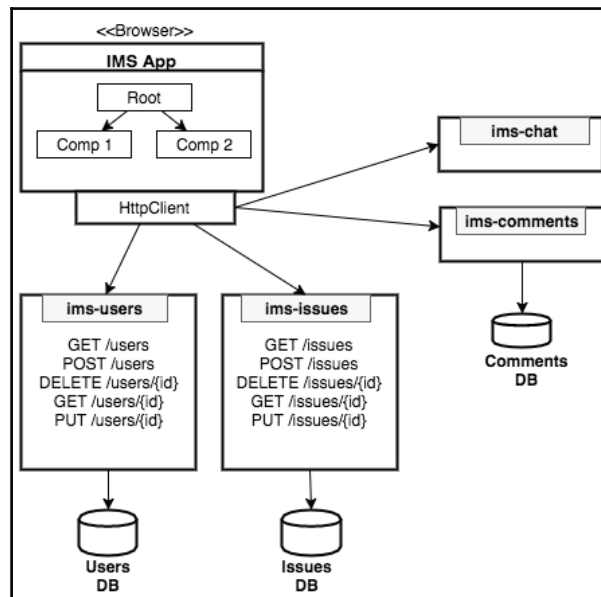 <<Browser>>
IMS App
Root
Comp 1
Comp 2
HttpClient
ims-chat
ims-comments
Comments
DB
ims-users
GET /users
POST /users
DELETE /users/{id}
GET /users/{id}
PUT /users/{id}
ims-issues
GET /issues
POST /issues
DELETE /issues/{id}
GET /issues/{id}
PUT /issues/{id}
Users
DB
Issues
DB